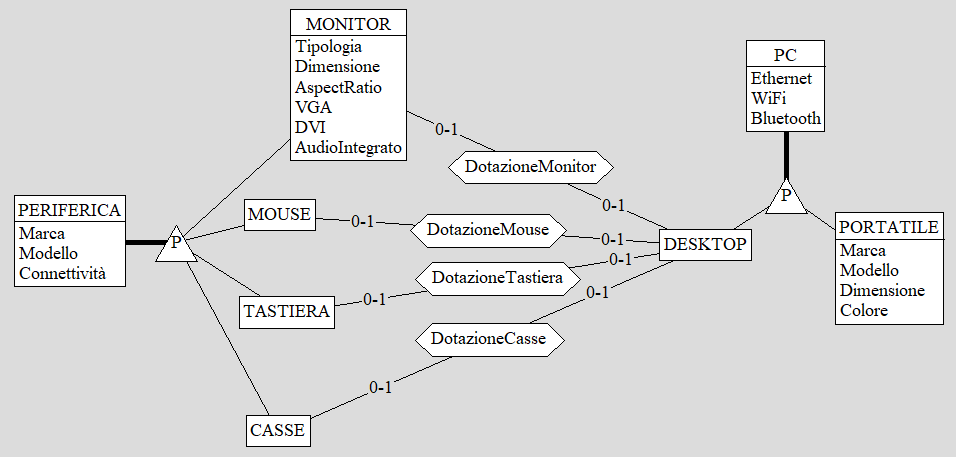 MONITOR
Tipologia
Dimensione
AspectRatio
VGA
DVI
AudioIntegrato
PC
Ethernet
WiFi
Bluetooth
0-1
DotazioneMonitor
0-1
P
PERIFERICA
Marca
Modello
Connettività
P
MOUSE
0-1
DotazioneMouse
0-1
DESKTOP
PORTATILE
Marca
Modello
Dimensione
Colore
TASTIERA
0-1
DotazioneTastiera
0-1
DotazioneCasse
0-1
0-1
CASSE